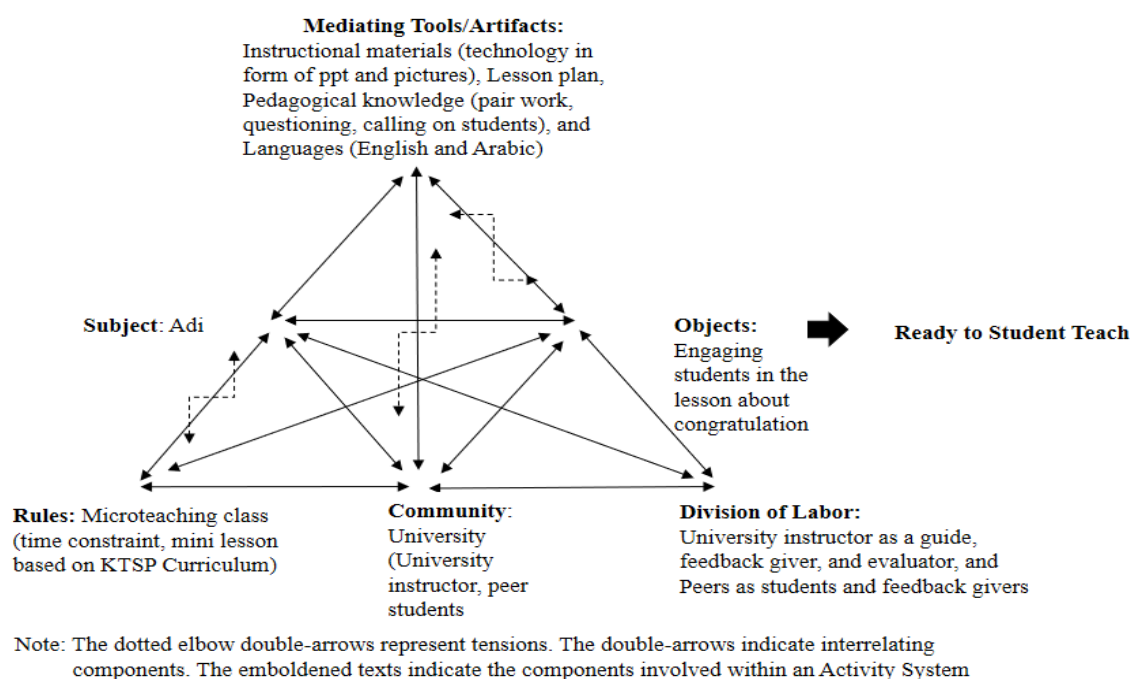 Mediating Tools/Artifacts:
Instructional materials (technology in
form of ppt and pictures), Lesson plan,
Pedagogical knowledge (pair work,
questioning, calling on students), and
Languages (English and Arabic)
Subject: Adi
Objects:
Engaging
students in the
lesson about
congratulation
Ready to Student Teach
Rules: Microteaching class
(time constraint, mini lesson
based on KTSP Curriculum)
Community:
University
(University
instructor, peer
students
Division of Labor:
University instructor as a guide,
feedback giver, and evaluator, and
Peers as students and feedback givers
Note: The dotted elbow double-arrows represent tensions. The double-arrows indicate interrelating
components. The emboldened texts indicate the components involved within an Activity System